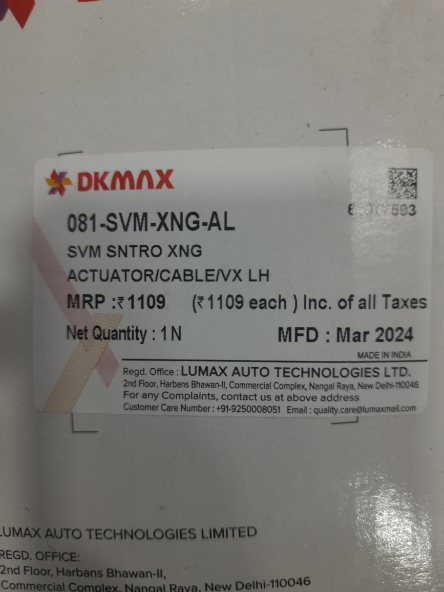 DKMAX
081-SVM-XNG-AL
SVM SNTRO XNG
ACTUATOR/CABLE/VX LH
MRP :₹1109 (₹1109 each ) Inc. of all Taxes
Net Quantity : 1 N MFD : Mar 2024
MADE IN INDIA
Regd. Office : LUMAX AUTO TECHNOLOGIES LTD.
2nd Floor, Harbans Bhawan-II, Commercial Complex, Nangal Raya, New Delhi-110046
For any Complaints, contact us at above address
Customer Care Number : +91-9250008051 Email : quality.care@lumaxmail.com
LUMAX AUTO TECHNOLOGIES LIMITED
REGD. OFFICE:
2nd Floor, Harbans Bhawan-II,
Commercial Complex, Nangal Raya, New Delhi-110046